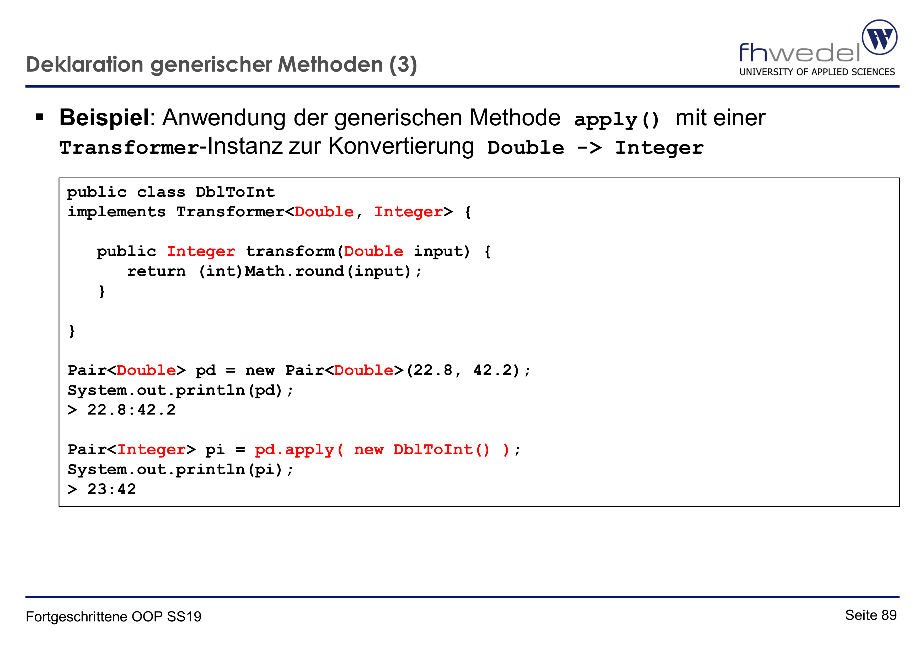 Deklaration generischer Methoden (3)
fhwedel
UNIVERSITY OF APPLIED SCIENCES
▪ Beispiel: Anwendung der generischen Methode apply() mit einer
Transformer-Instanz zur Konvertierung Double -> Integer
public class DblToInt
implements Transformer<Double, Integer> {
public Integer transform(Double input) {
return (int)Math.round(input);
}
}
Pair<Double> pd = new Pair<Double>(22.8, 42.2);
System.out.println(pd);
> 22.8:42.2
Pair<Integer> pi = pd.apply( new DblToInt() );
System.out.println(pi);
> 23:42
Fortgeschrittene OOP SS19
Seite 89